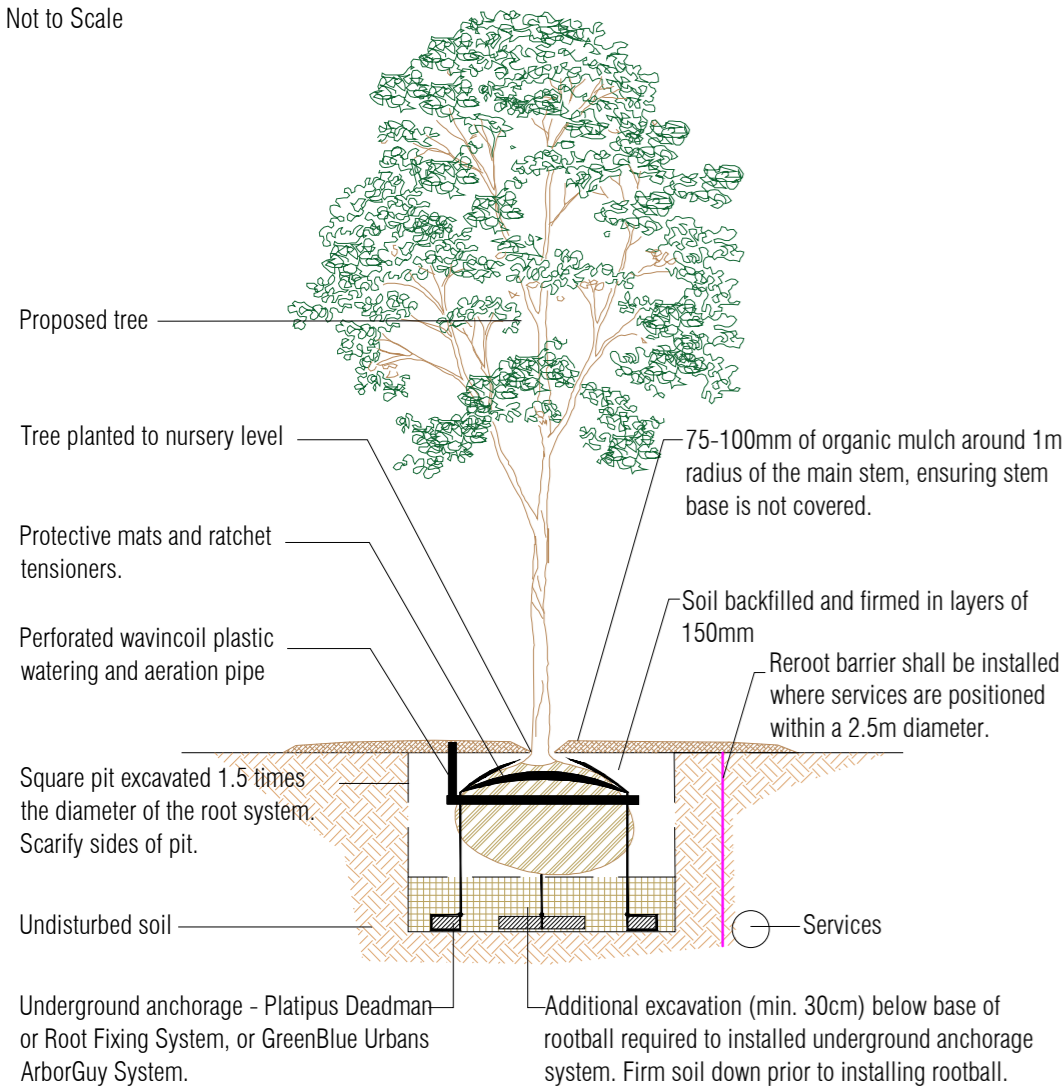 Not to Scale
Proposed tree
Tree planted to nursery level
Protective mats and ratchet
tensioners.
Perforated wavincoil plastic
watering and aeration pipe
Square pit excavated 1.5 times
the diameter of the root system.
Scarify sides of pit.
Undisturbed soil
Underground anchorage - Platipus Deadman
or Root Fixing System, or GreenBlue Urbans
ArborGuy System.
75-100mm of organic mulch around 1m
radius of the main stem, ensuring stem
base is not covered.
Soil backfilled and firmed in layers of
150mm
Reroot barrier shall be installed
where services are positioned
within a 2.5m diameter.
Services
Additional excavation (min. 30cm) below base of
rootball required to installed underground anchorage
system. Firm soil down prior to installing rootball.